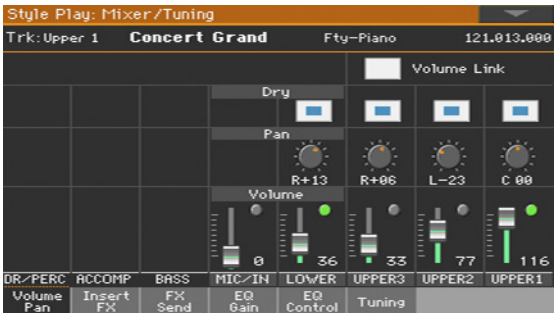 Style Play: Mixer/Tuning
Trk:Upper 1 Concert Grand Fty-Piano 121.013.000
Volume Link
Dry
Pan
R+13 R+06 L-23 C 00
Volume
0 36 33 77 116
DR/PERC ACCOMP BASS MIC/IN LOWER UPPER3 UPPER2 UPPER1
Volume Pan Insert FX FX Send EQ Gain EQ Control Tuning